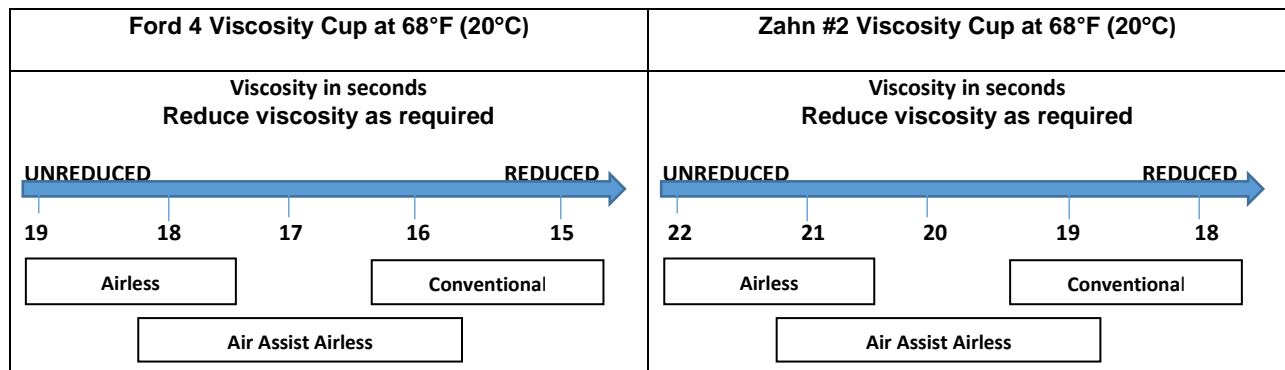 Ford 4 Viscosity Cup at 68°F (20°C)
Viscosity in seconds
Reduce viscosity as required
UNREDUCED REDUCED
19 18 17 16 15
Airless Conventional
Air Assist Airless
Zahn #2 Viscosity Cup at 68°F (20°C)
Viscosity in seconds
Reduce viscosity as required
UNREDUCED REDUCED
22 21 20 19 18
Airless Conventional
Air Assist Airless